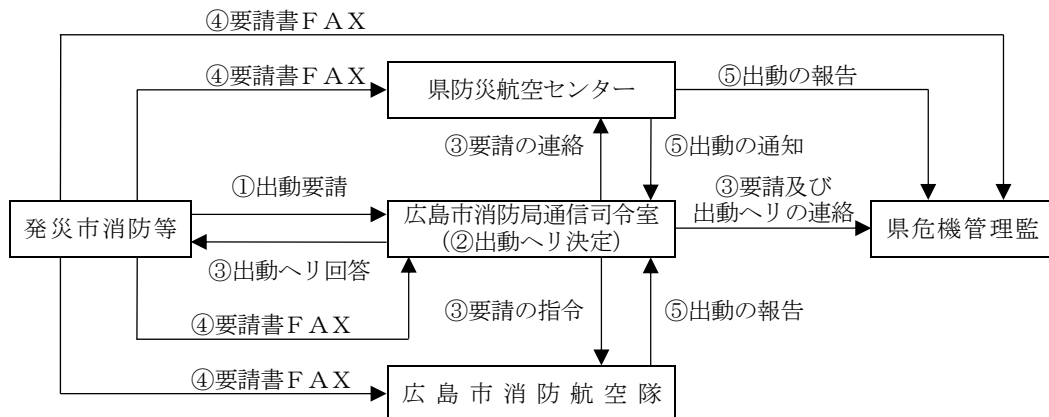 ④要請書ＦＡＸ
④要請書ＦＡＸ
県防災航空センター
⑤出動の報告
③要請の連絡
⑤出動の通知
①出動要請
③要請及び
出動ヘリの連絡
発災市消防等
広島市消防局通信司令室
（②出動ヘリ決定）
県危機管理監
③出動ヘリ回答
③要請の指令
⑤出動の報告
④要請書ＦＡＸ
④要請書ＦＡＸ
広島市消防航空隊